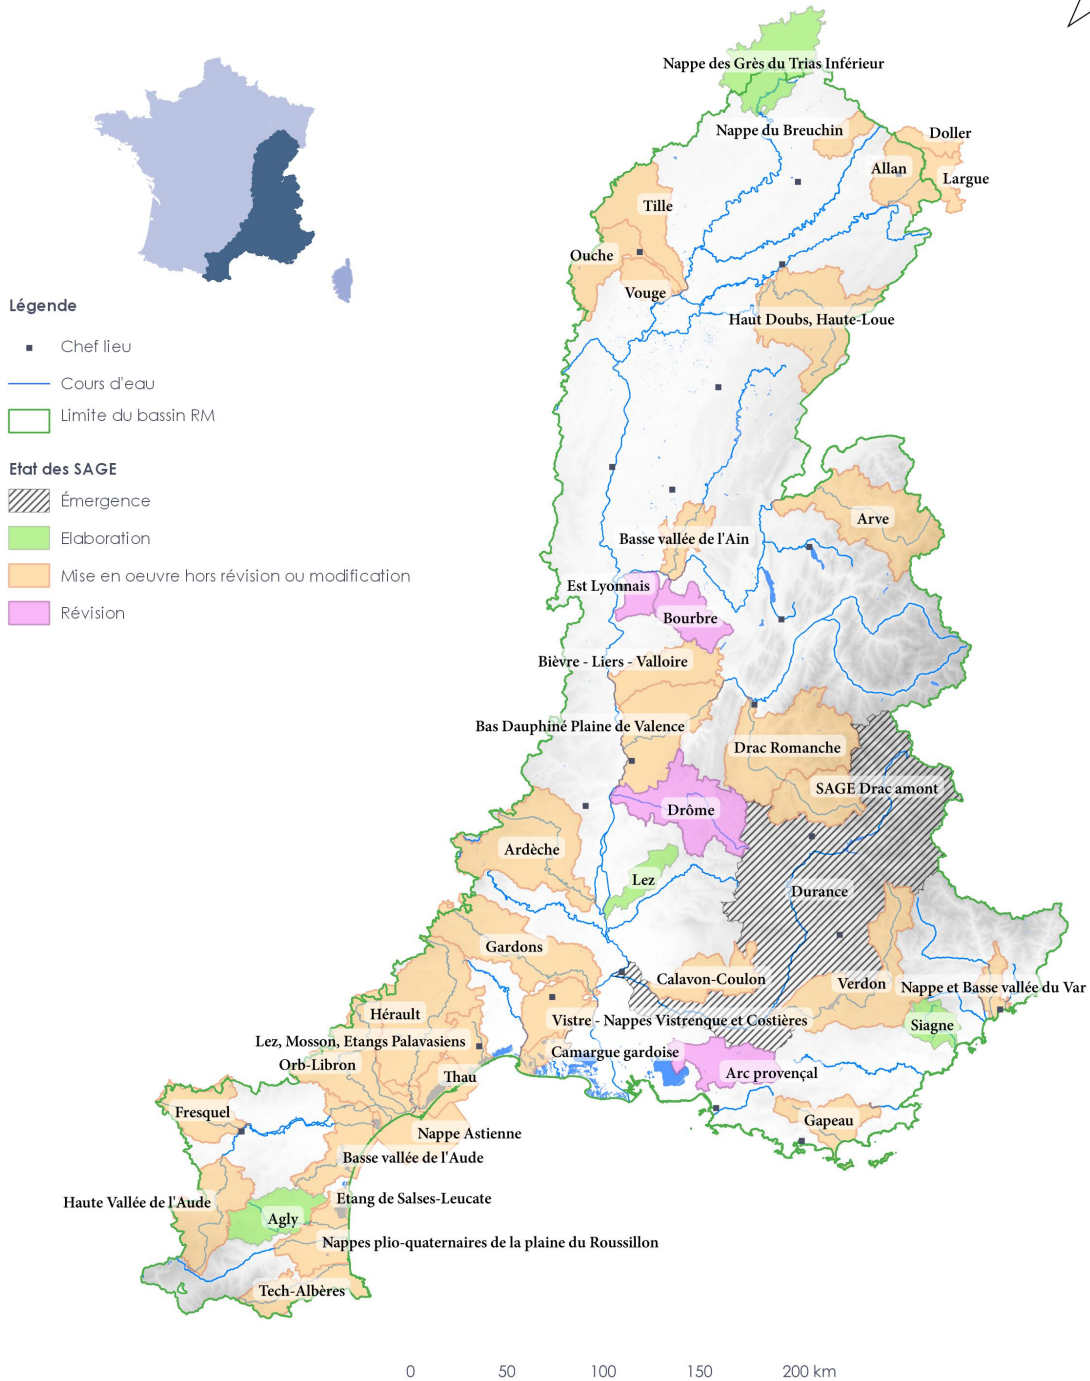 Nappe des Grès du Trias Inférieur
Nappe du Breuchin
Doller
Allan
Largue
Tille
Ouche
Vouge
Haut Doubs, Haute-Loue
Légende
Chef lieu
Cours d'eau
Limite du bassin RM
Etat des SAGE
Émergence
Elaboration
Mise en oeuvre hors révision ou modification
Révision
Arve
Basse vallée de l'Ain
Est Lyonnais
Bourbre
Bièvre - Liers - Valloire
Bas Dauphiné Plaine de Valence
Drac Romanche
SAGE Drac amont
Drôme
Ardèche
Lez
Durance
Gardons
Calavon-Coulon
Verdon
Nappe et Basse vallée du Var
Hérault
Vistre - Nappes Vistrenque et Costières
Siagne
Lez, Mosson, Etangs Palavasiens
Camargue gardoise
Orb-Libron
Thau
Arc provençal
Fresquel
Gapeau
Nappe Astienne
Basse vallée de l'Aude
Haute Vallée de l'Aude
Etang de Salses-Leucate
Agly
Nappes plio-quaternaires de la plaine du Roussillon
Tech-Albères
0 50 100 150 200 km